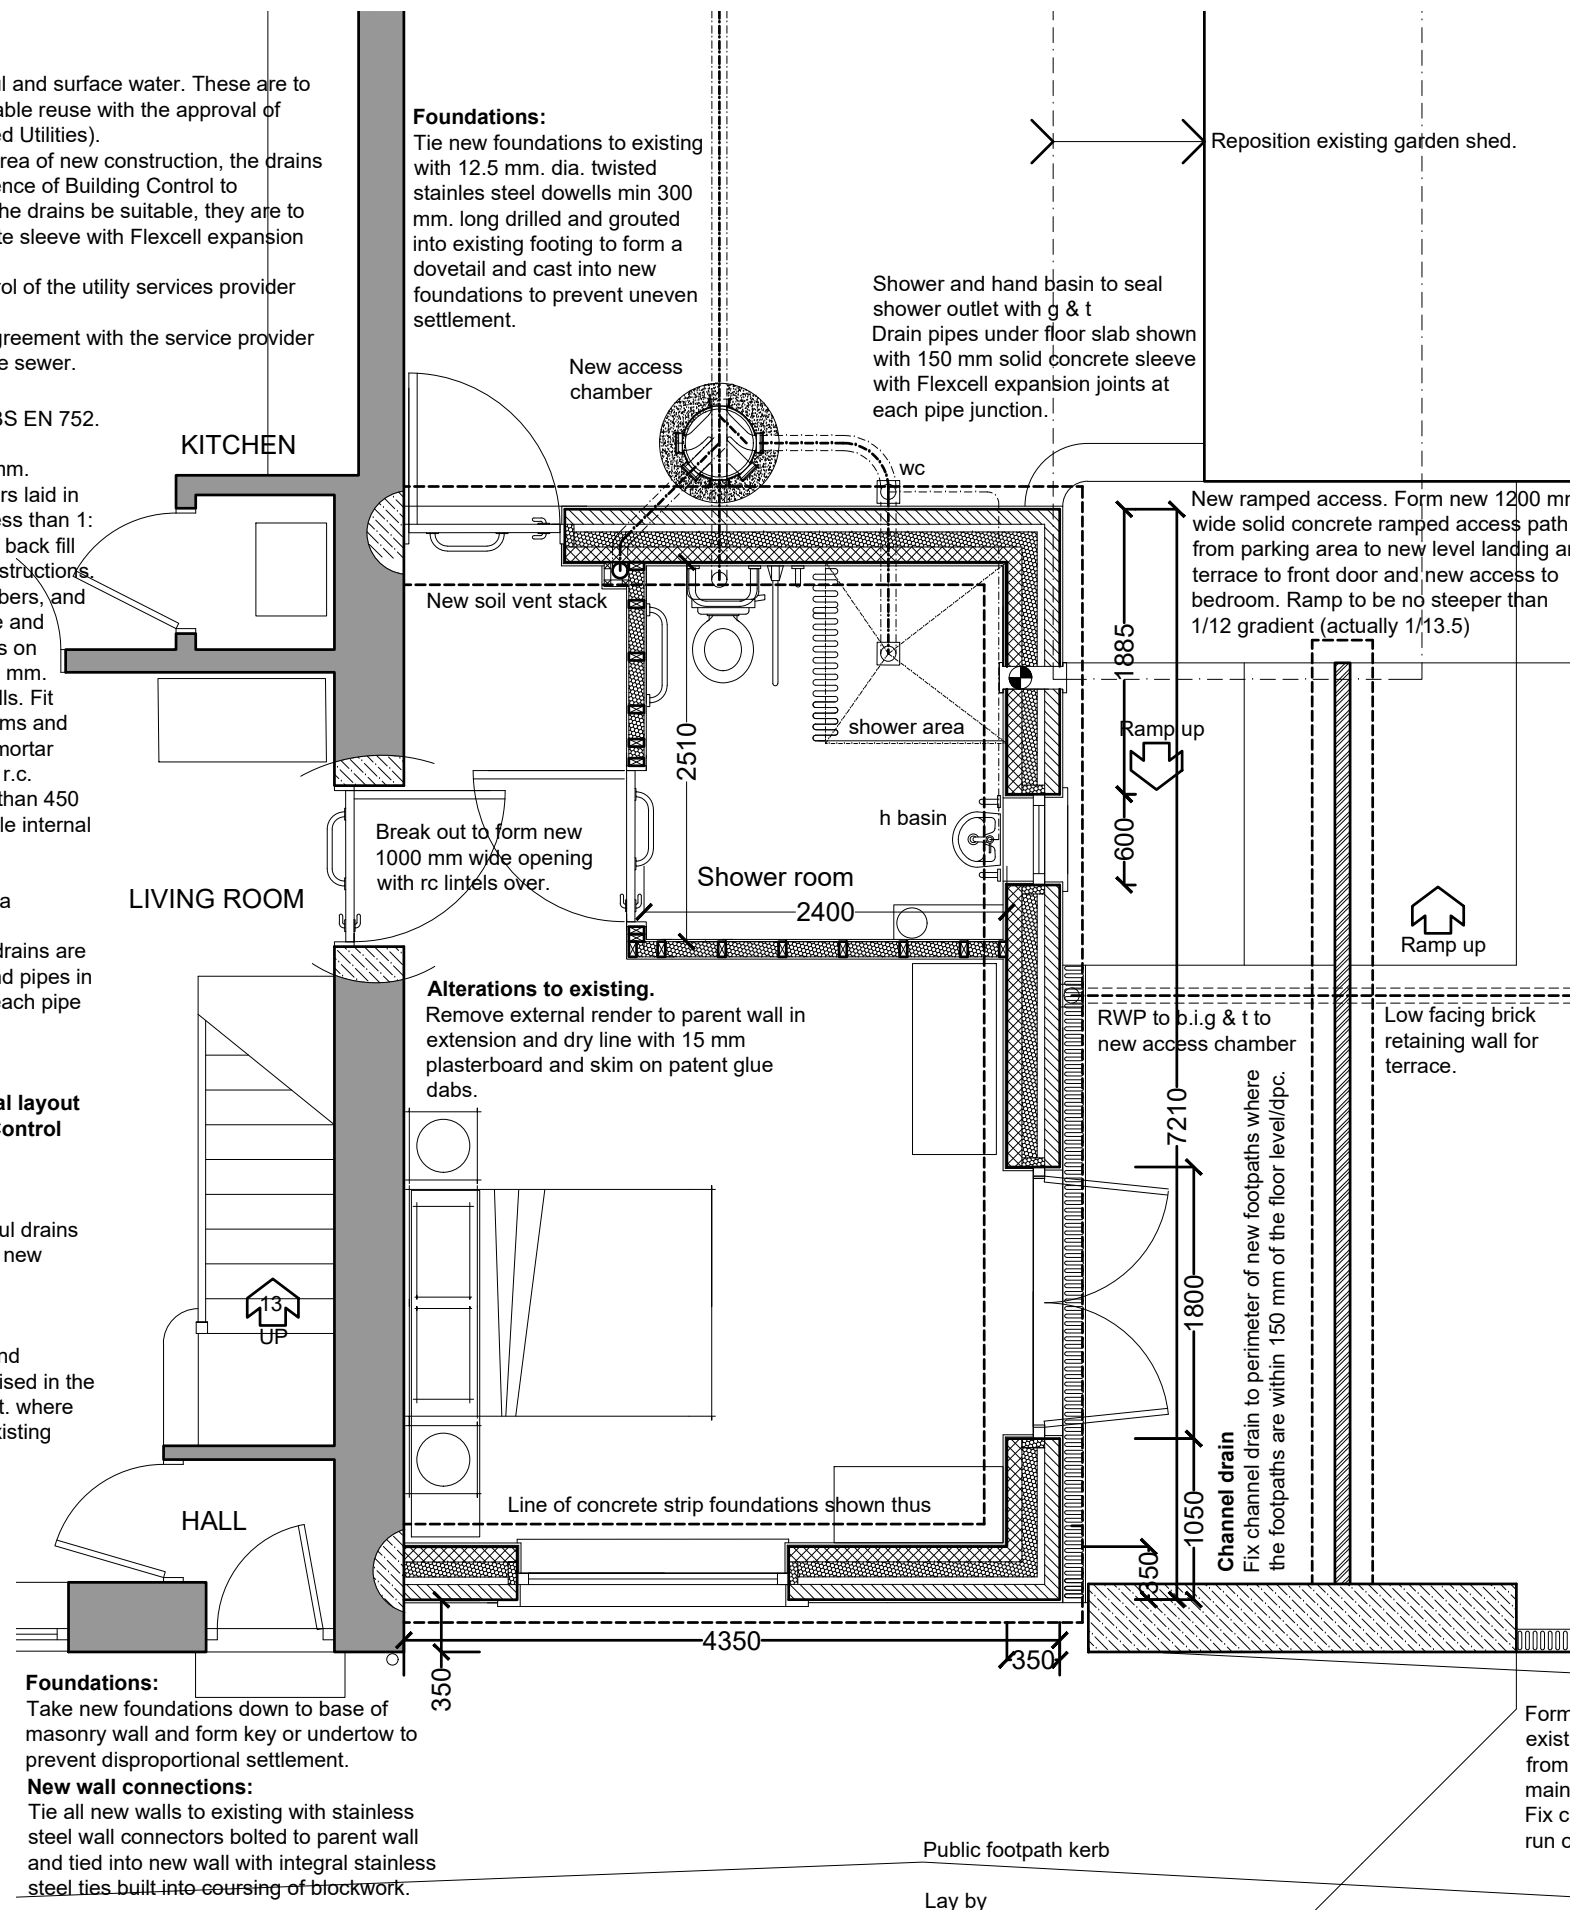 ul and surface water. These are to
able reuse with the approval of
ed Utilities).
rea of new construction, the drains
ence of Building Control to
he drains be suitable, they are to
te sleeve with Flexcell expansion
rol of the utility services provider
greement with the service provider
e sewer.
BS EN 752.
mm.
rs laid in
ess than 1:
back fill
structions.
bers, and
e and
s on
mm.
lls. Fit
ms and
mortar
r.c.
than 450
le internal
a
drains are
nd pipes in
each pipe
al layout
Control
ul drains
new
nd
ised in the
t. where
xisting
Foundations:
Tie new foundations to existing
with 12.5 mm. dia. twisted
stainles steel dowells min 300
mm. long drilled and grouted
into existing footing to form a
dovetail and cast into new
foundations to prevent uneven
settlement.
Reposition existing garden shed.
Shower and hand basin to seal
shower outlet with g & t
Drain pipes under floor slab shown
with 150 mm solid concrete sleeve
with Flexcell expansion joints at
each pipe junction.
New access
chamber
KITCHEN
wc
New ramped access. Form new 1200 mm
wide solid concrete ramped access path
from parking area to new level landing an
terrace to front door and new access to
bedroom. Ramp to be no steeper than
1/12 gradient (actually 1/13.5)
New soil vent stack
1885
2510
shower area
Ramp up
h basin
600
Break out to form new
1000 mm wide opening
with rc lintels over.
Shower room
2400
LIVING ROOM
Ramp up
Alterations to existing.
Remove external render to parent wall in
extension and dry line with 15 mm
plasterboard and skim on patent glue
dabs.
RWP to b.i.g & t to
new access chamber
Low facing brick
retaining wall for
terrace.
7210
1800
1050
350
Channel drain
Fix channel drain to perimeter of new footpaths where
the footpaths are within 150 mm of the floor level/dpc.
13
UP
HALL
Line of concrete strip foundations shown thus
4350
350
350
Foundations:
Take new foundations down to base of
masonry wall and form key or undertow to
prevent disproportional settlement.
New wall connections:
Tie all new walls to existing with stainless
steel wall connectors bolted to parent wall
and tied into new wall with integral stainless
steel ties built into coursing of blockwork.
Form
exist
from
main
Fix c
run o
Public footpath kerb
Lay by